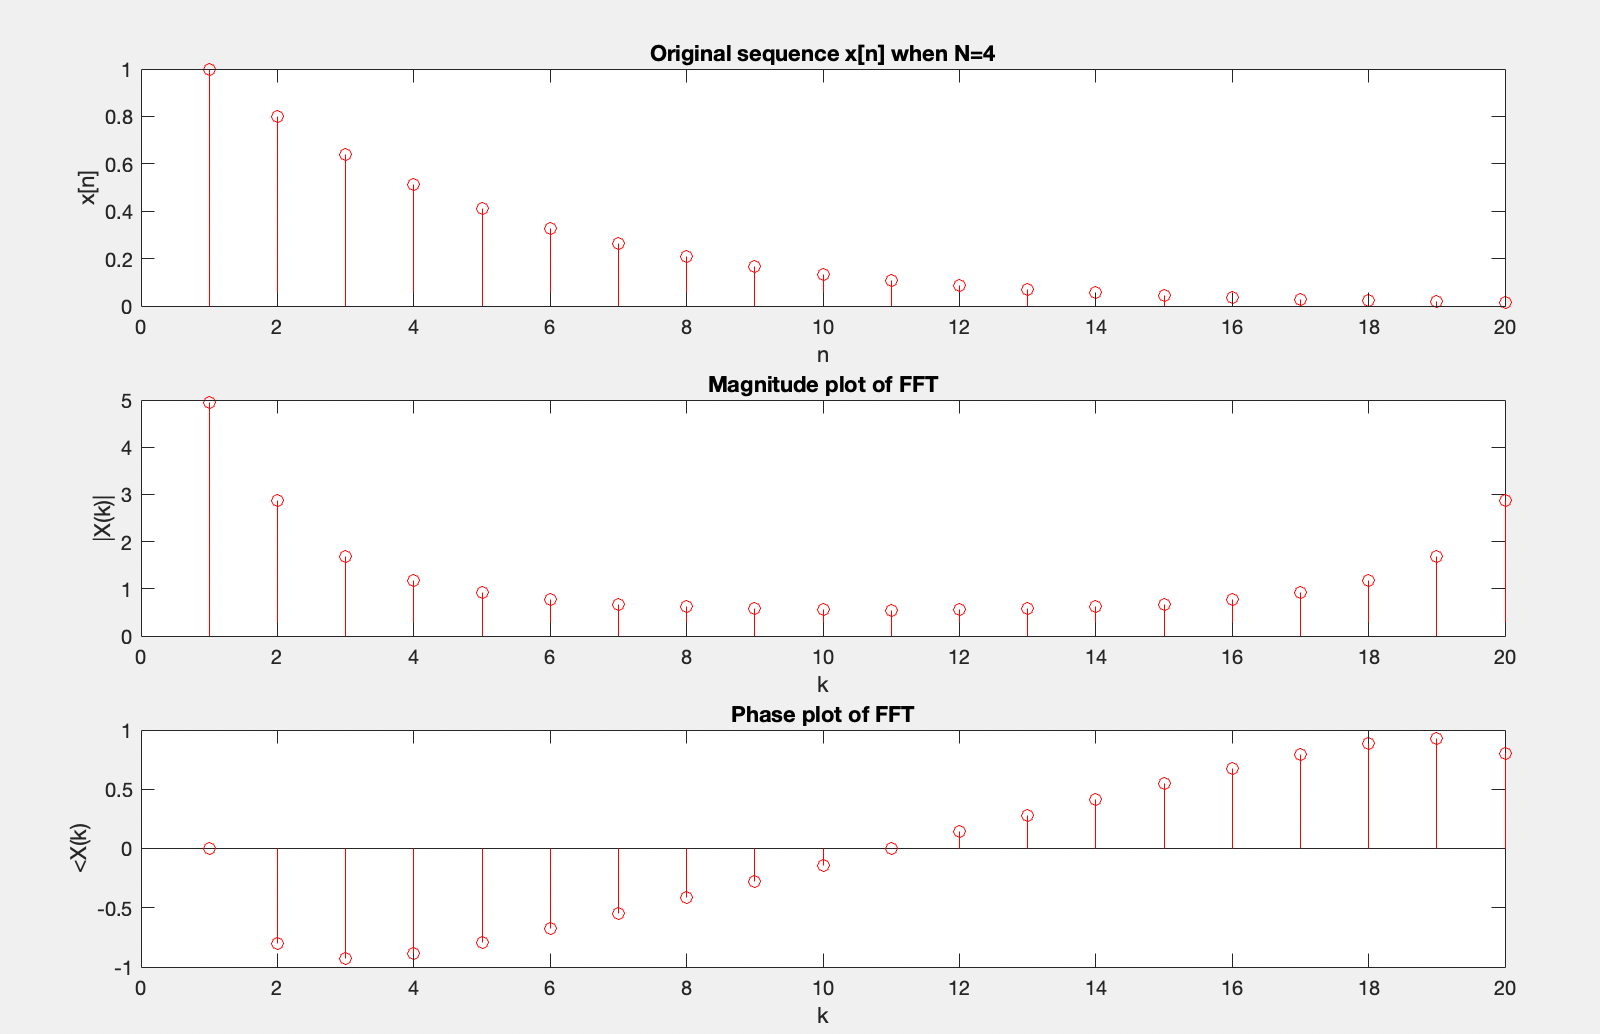 Original sequence x[n] when N=4
1
0.8
0.6
0.4
0.2
0
x[n]
0 2 4 6 8 10 12 14 16 18 20
n
Magnitude plot of FFT
5
4
3
2
1
0
|X(k)|
0 2 4 6 8 10 12 14 16 18 20
k
Phase plot of FFT
1
0.5
0
-0.5
-1
<X(k)
0 2 4 6 8 10 12 14 16 18 20
k